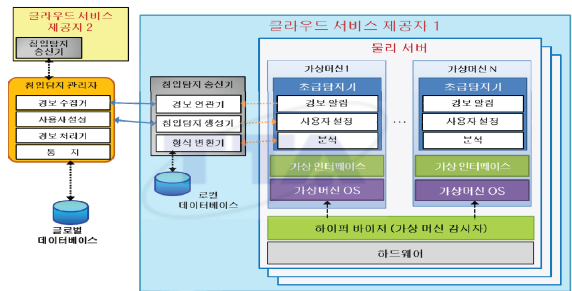 클라우드 서비스
제공자 2
침입탐지
송신기
침입탐지 관리자
경보 수집기
사용자설정
경보 처리기
통 지
글로벌
데이터베이스
클라우드 서비스 제공자 1
침입탐지 송신기
경보 연관기
침입탐지 생성기
형식 변환기
로컬
데이터베이스
물리 서버
가상머신1
초급탐지기
경보 알림
사용자 설정
분석
가상 인터페이스
가상머신 OS
...
가상머신 N
초급탐지기
경보 알림
사용자 설정
분석
가상 인터페이스
가상머신 OS
하이퍼 바이저 (가상 머신 감시자)
하드웨어
TTA